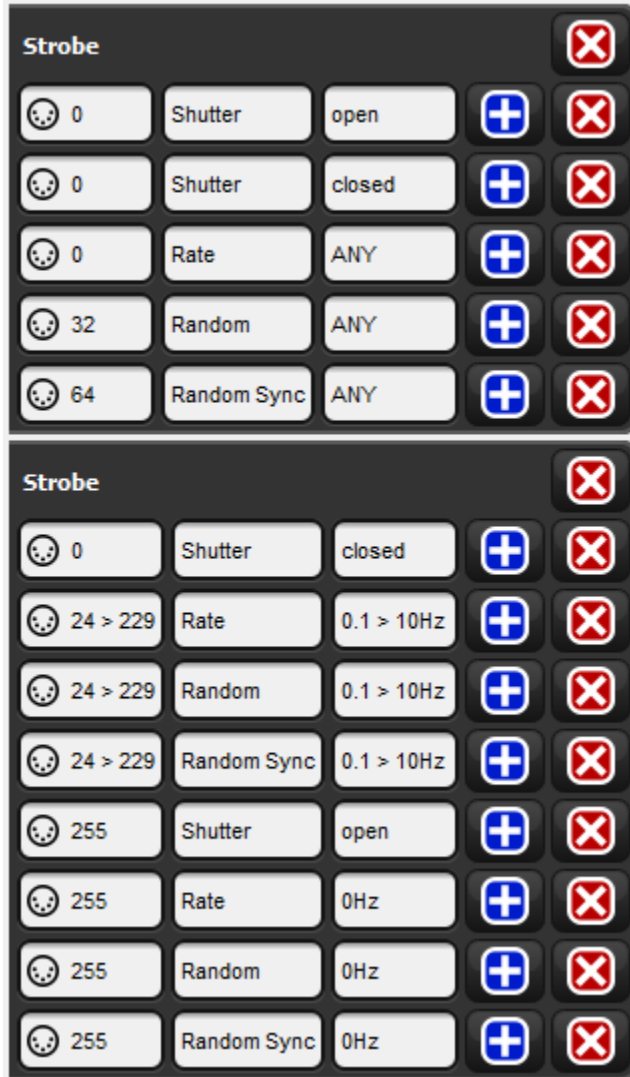 Strobe
0 Shutter open
0 Shutter closed
0 Rate ANY
32 Random ANY
64 Random Sync ANY
Strobe
0 Shutter closed
24 > 229 Rate 0.1 > 10Hz
24 > 229 Random 0.1 > 10Hz
24 > 229 Random Sync 0.1 > 10Hz
255 Shutter open
255 Rate 0Hz
255 Random 0Hz
255 Random Sync 0Hz